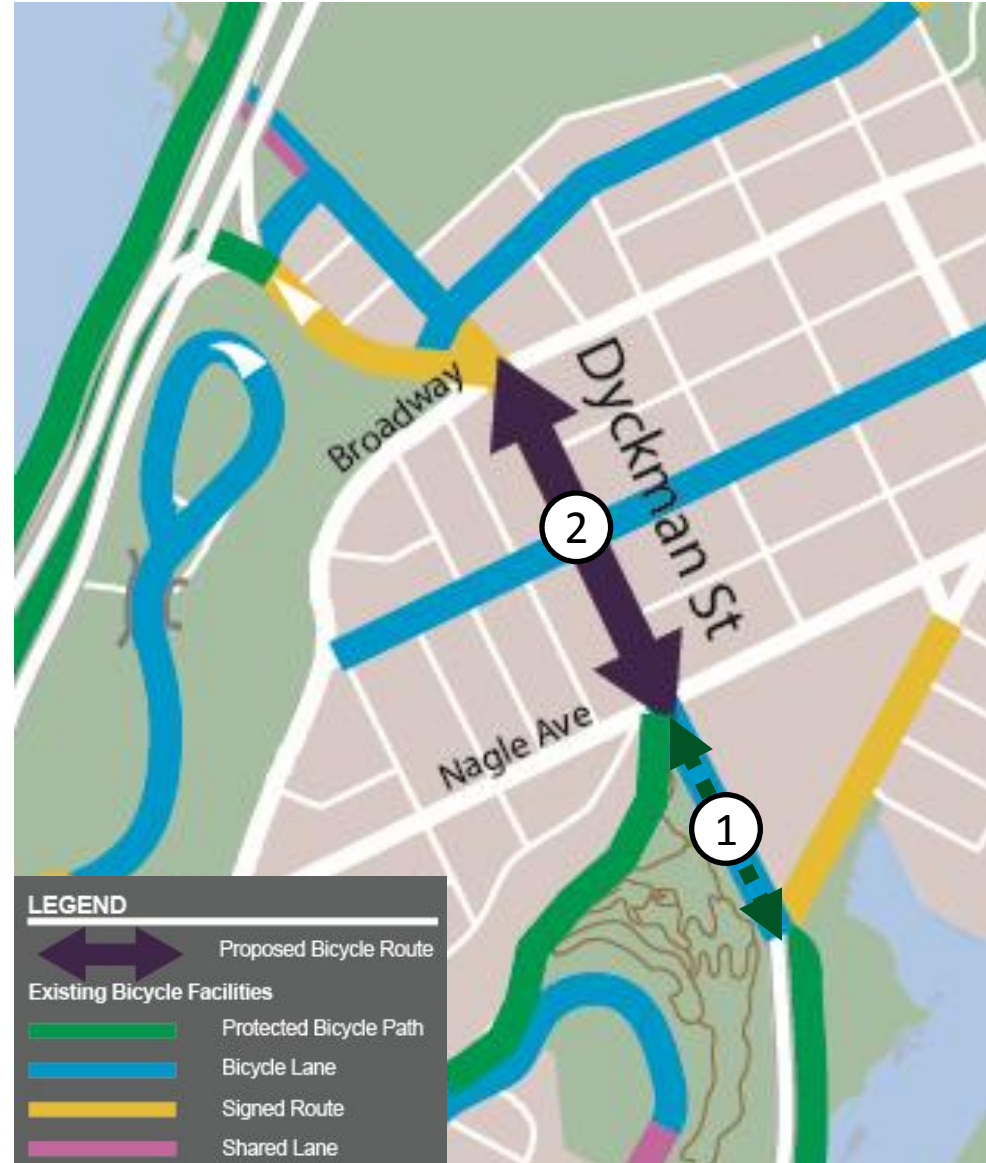 Broadway
Dyckman St
2
Nagle Ave
1
LEGEND
Proposed Bicycle Route
Existing Bicycle Facilities
Protected Bicycle Path
Bicycle Lane
Signed Route
Shared Lane